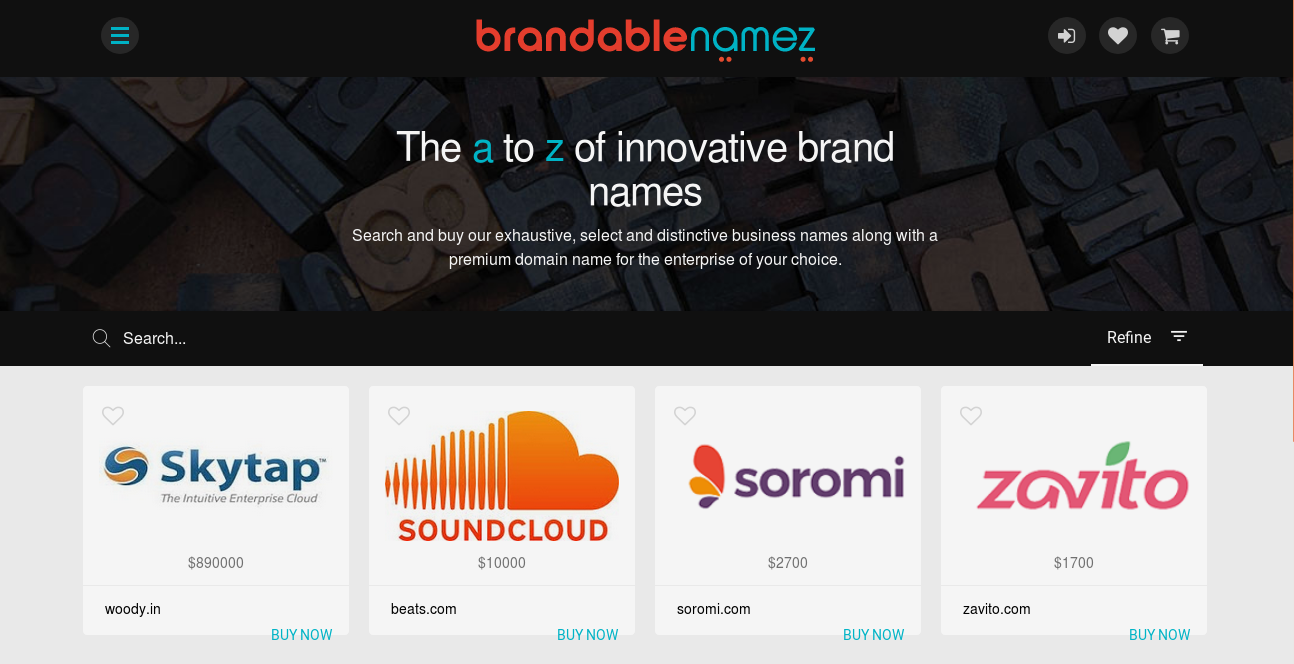 brandablenamez
The a to z of innovative brand
names
Search and buy our exhaustive, select and distinctive business names along with a
premium domain name for the enterprise of your choice.
Search...
Refine
Skytap™
The Intuitive Enterprise Cloud
$890000
woody.in
BUY NOW
SOUNDCLOUD
$10000
beats.com
BUY NOW
soromi
$2700
soromi.com
BUY NOW
zavito
$1700
zavito.com
BUY NOW